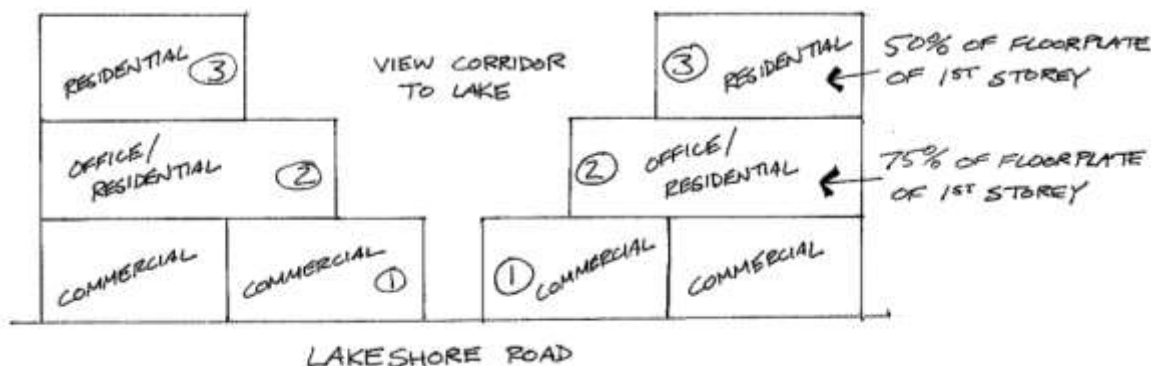 RESIDENTIAL ③
VIEW CORRIDOR
TO LAKE
③ RESIDENTIAL
50% OF FLOORPLATE
OF 1ST STOREY
OFFICE/
RESIDENTIAL ②
② OFFICE/
RESIDENTIAL
75% OF FLOORPLATE
OF 1ST STOREY
COMMERCIAL
COMMERCIAL ①
① COMMERCIAL
COMMERCIAL
LAKESHORE ROAD